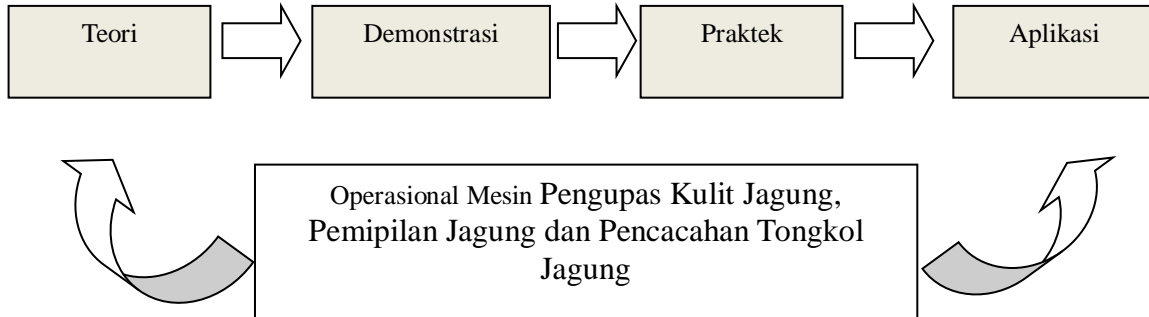 Teori
Demonstrasi
Praktek
Aplikasi
Operasional Mesin Pengupas Kulit Jagung,
Pemipilan Jagung dan Pencacahan Tongkol
Jagung